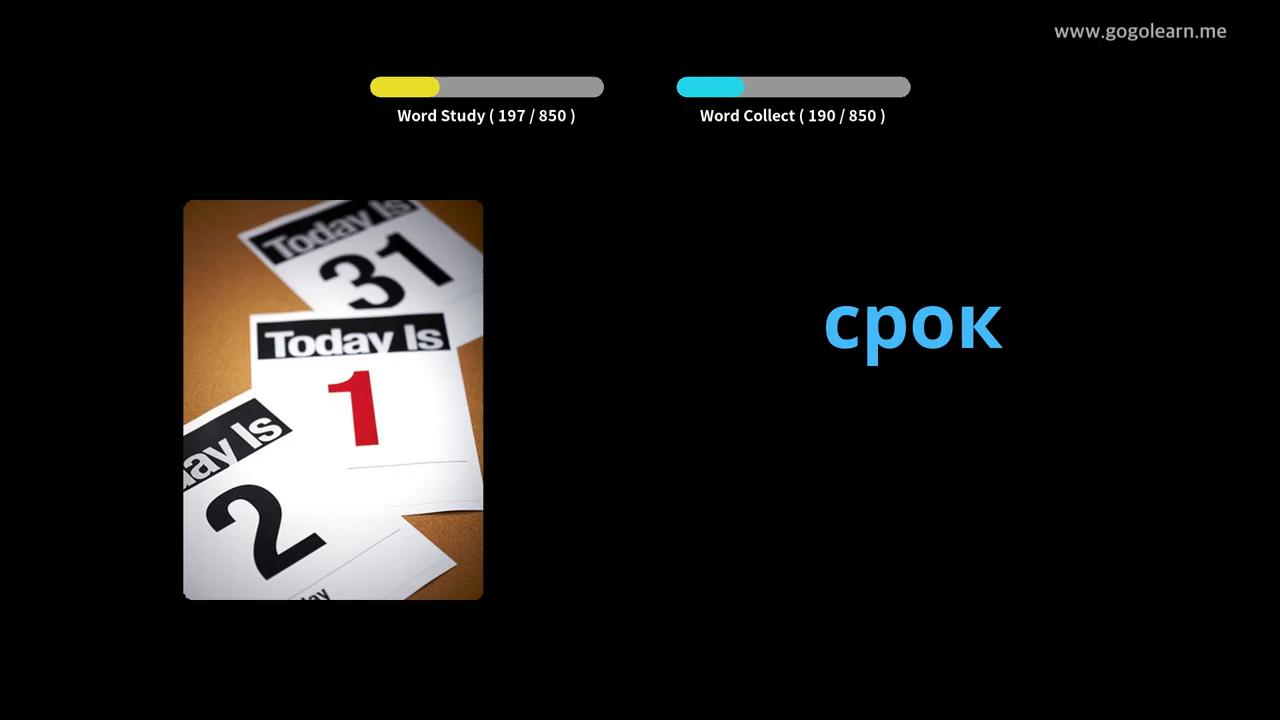 www.gogolearn.me
Word Study ( 197 / 850 )
Word Collect ( 190 / 850 )
Today Is
31
Today Is
1
ay Is
2
ay
срок